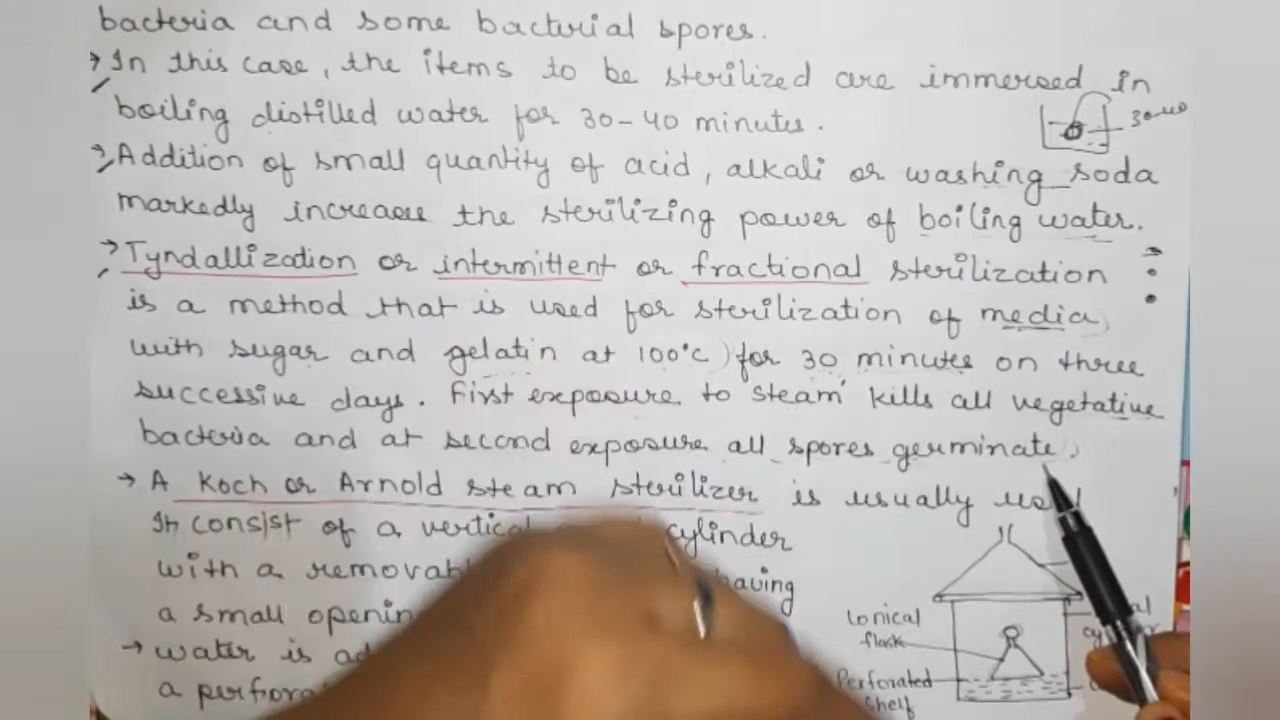 bacteria and some bacterial spores.
→ In this case, the items to be sterilized are immersed in
boiling distilled water for 30-40 minutes.
→ Addition of small quantity of acid, alkali or washing soda
markedly increase the sterilizing power of boiling water.
→ Tyndallization or intermittent or fractional sterilization
is a method that is used for sterilization of media
with sugar and gelatin at 100°C for 30 minutes on three
successive days. First exposure to steam kills all vegetative
bacteria and at second exposure all spores germinate,
→ A Koch or Arnold steam sterilizer is usually
It consist of a cylinder
with a
a small
→ water is
a
Conical
flask
Perforated
shelf